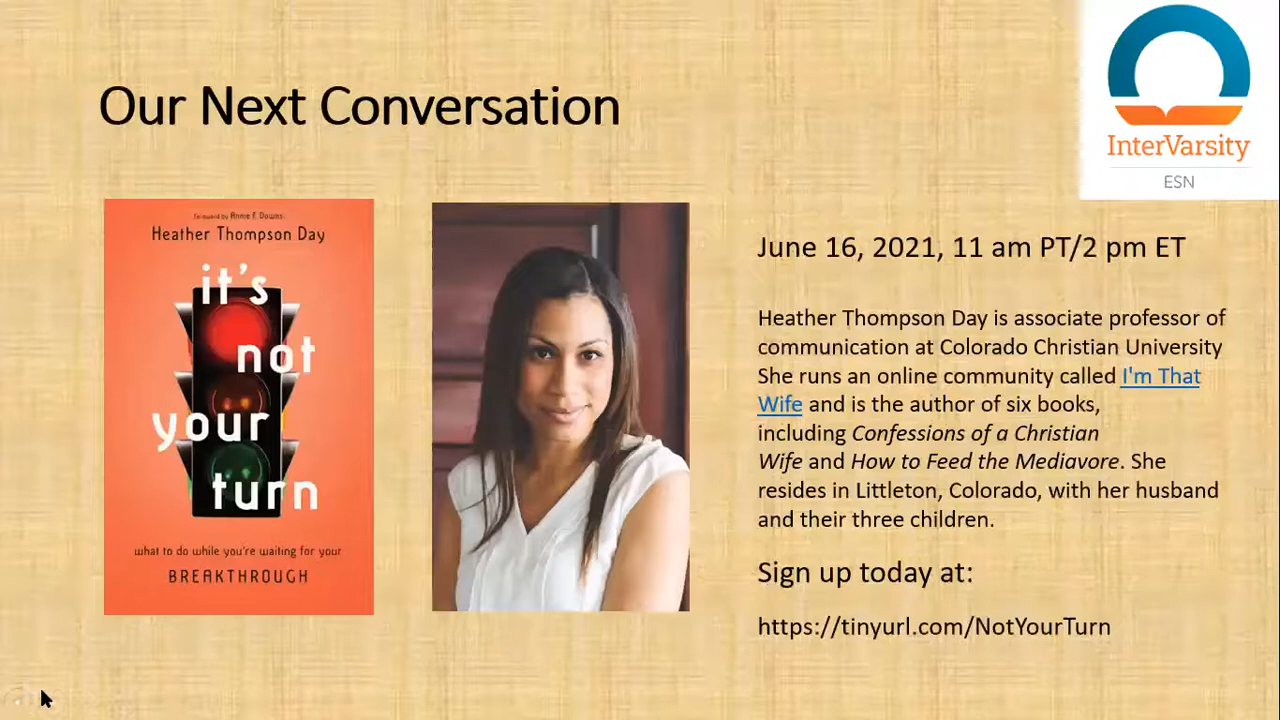 Our Next Conversation
InterVarsity
ESN
Foreword by Annie F. Downs
Heather Thompson Day
it's
not
your
turn
what to do while you're waiting for your
BREAKTHROUGH
June 16, 2021, 11 am PT/2 pm ET
Heather Thompson Day is associate professor of
communication at Colorado Christian University
She runs an online community called I'm That
Wife and is the author of six books,
including Confessions of a Christian
Wife and How to Feed the Mediavore. She
resides in Littleton, Colorado, with her husband
and their three children.
Sign up today at:
https://tinyurl.com/NotYourTurn